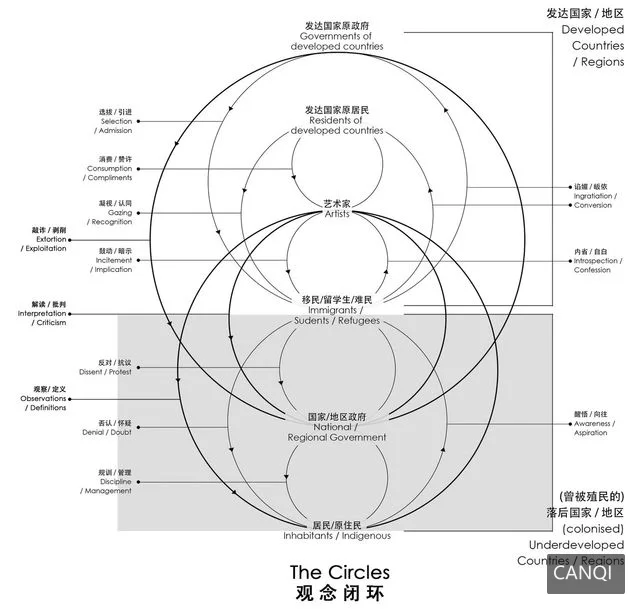 发达国家原政府
Governments of
developed countries
发达国家 / 地区
Developed
Countries
/ Regions
选拔 / 引进
Selection
/ Admission
发达国家原居民
Residents of
developed countries
消费 / 赞许
Consumption
/ Compliments
谄媚 / 皈依
Ingratiation /
Conversion
凝视 / 认同
Gazing
/ Recognition
艺术家
Artists
敲诈 / 剥削
Extortion
/ Exploitation
鼓动 / 暗示
Incitement
/ Implication
内省 / 自白
Introspection /
Confession
解读 / 批判
Interpretation
/ Criticism
移民/留学生/难民
Immigrants /
Sudents / Refugees
反对 / 抗议
Dissent / Protest
观察/ 定义
Observations
/ Definitions
否认 / 怀疑
Denial / Doubt
国家/地区政府
National /
Regional Government
醒悟 / 向往
Awareness /
Aspiration
规训 / 管理
Discipline
/ Management
居民/原住民
Inhabitants / Indigenous
(曾被殖民的)
落后国家 / 地区
(colonised)
Underdeveloped
Countries / Regions
The Circles
观念闭环
CANQI